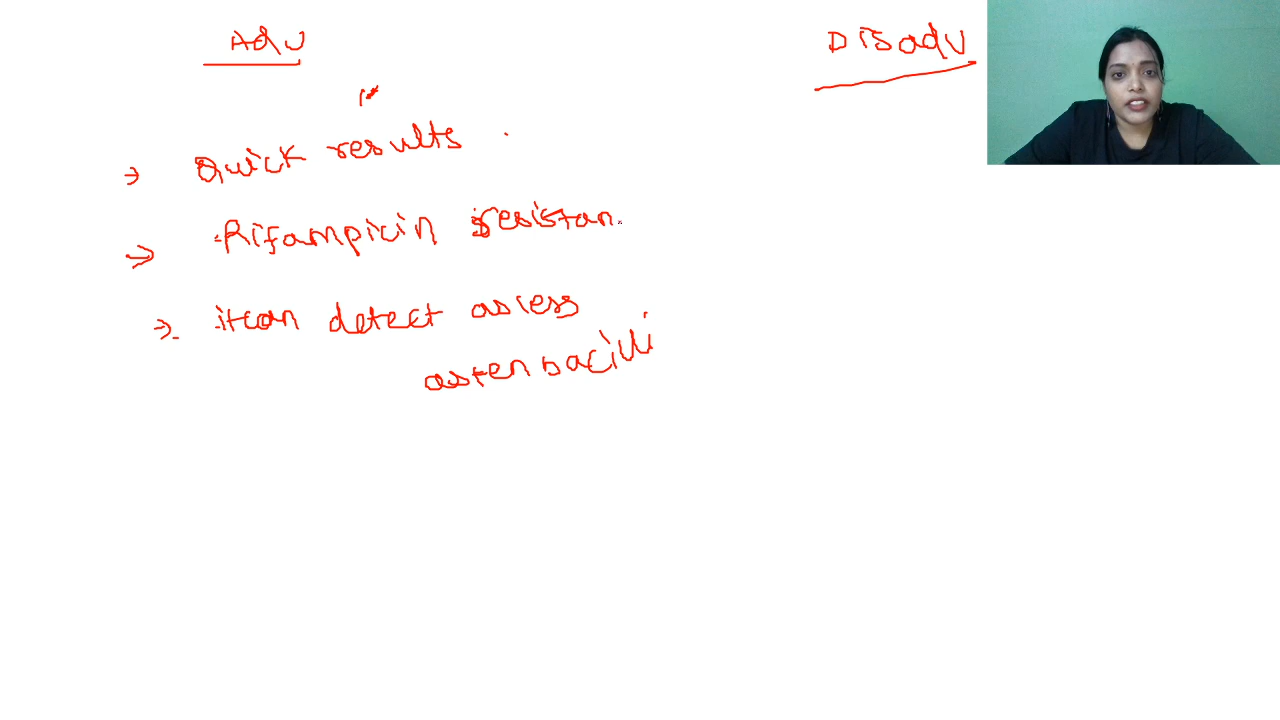 Adv
Disadv
→ Quick results
→ Rifampicin resistan
→ it can detect as less
as ten bacilli